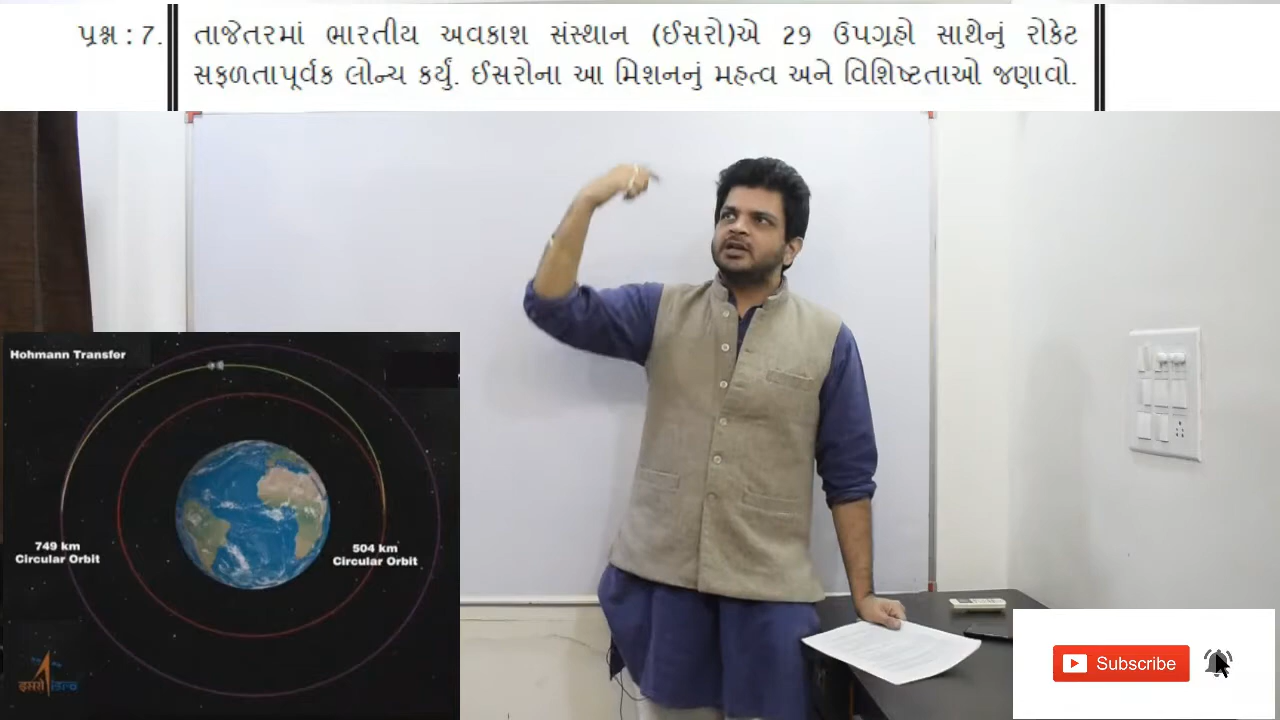 પ્રશ્ન : 7. તાજેતરમાં ભારતીય અવકાશ સંસ્થાન (ઈસરો)એ 29 ઉપગ્રહો સાથેનું રોકેટ
સફળતાપૂર્વક લોન્ચ કર્યું. ઈસરોના આ મિશનનું મહત્વ અને વિશિષ્ટતાઓ જણાવો.
Hohmann Transfer
749 km
Circular Orbit
504 km
Circular Orbit
इसरो isro
Subscribe